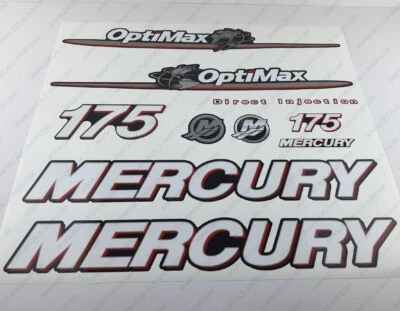 OptiMax
OptiMax
Direct Injection
175
M
M
175
MERCURY
MERCURY
MERCURY